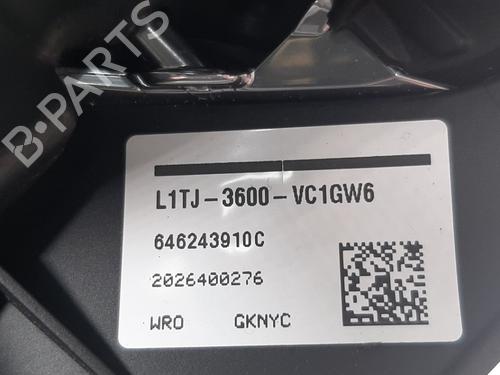 B-PARTS
L1TJ-3600-VC1GW6
646243910C
2026400276
WRO GKNYC